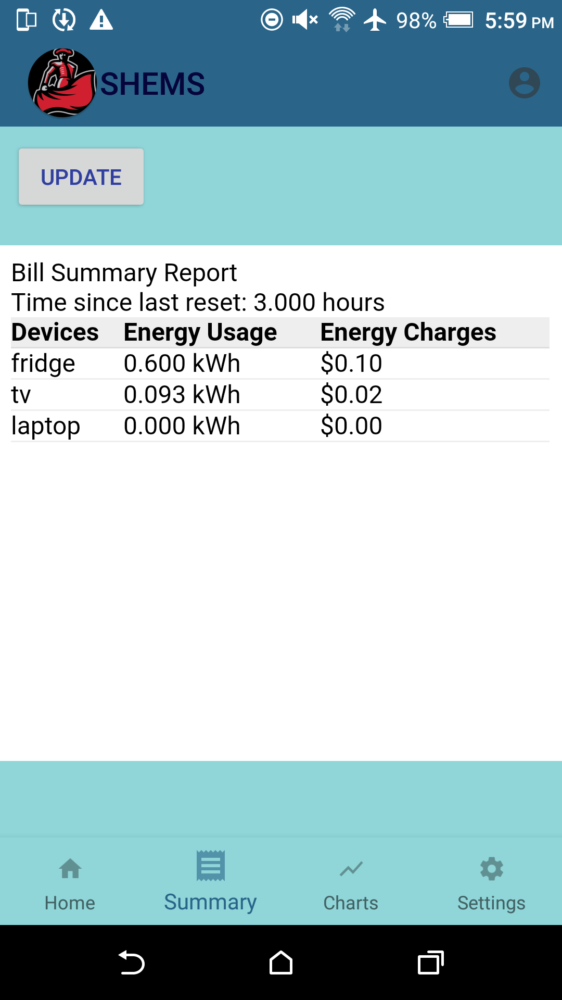 98% 5:59 PM
SHEMS
UPDATE
Bill Summary Report
Time since last reset: 3.000 hours
Devices Energy Usage Energy Charges
fridge 0.600 kWh $0.10
tv 0.093 kWh $0.02
laptop 0.000 kWh $0.00
Home Summary Charts Settings